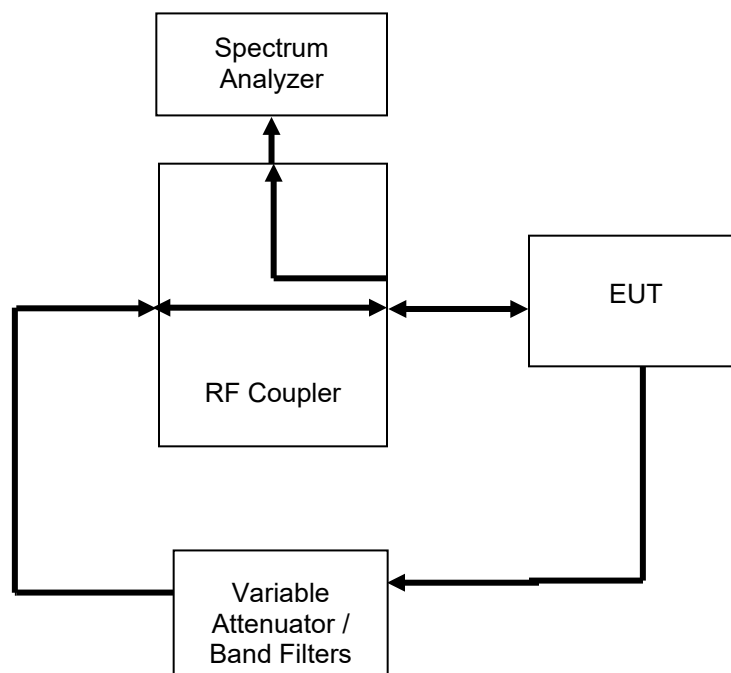 Spectrum
Analyzer
EUT
RF Coupler
Variable
Attenuator /
Band Filters